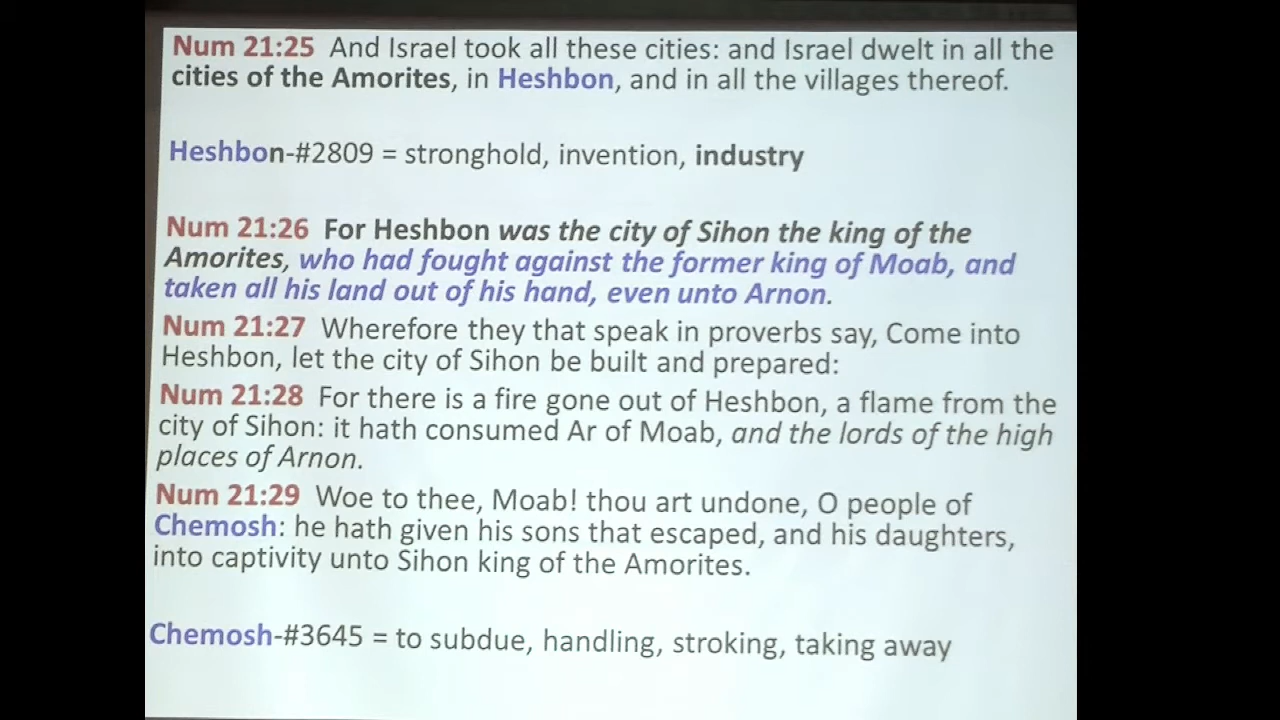 Num 21:25 And Israel took all these cities: and Israel dwelt in all the
cities of the Amorites, in Heshbon, and in all the villages thereof.
Heshbon-#2809 = stronghold, invention, industry
Num 21:26 For Heshbon was the city of Sihon the king of the
Amorites, who had fought against the former king of Moab, and
taken all his land out of his hand, even unto Arnon.
Num 21:27 Wherefore they that speak in proverbs say, Come into
Heshbon, let the city of Sihon be built and prepared:
Num 21:28 For there is a fire gone out of Heshbon, a flame from the
city of Sihon: it hath consumed Ar of Moab, and the lords of the high
places of Arnon.
Num 21:29 Woe to thee, Moab! thou art undone, O people of
Chemosh: he hath given his sons that escaped, and his daughters,
into captivity unto Sihon king of the Amorites.
Chemosh-#3645 = to subdue, handling, stroking, taking away